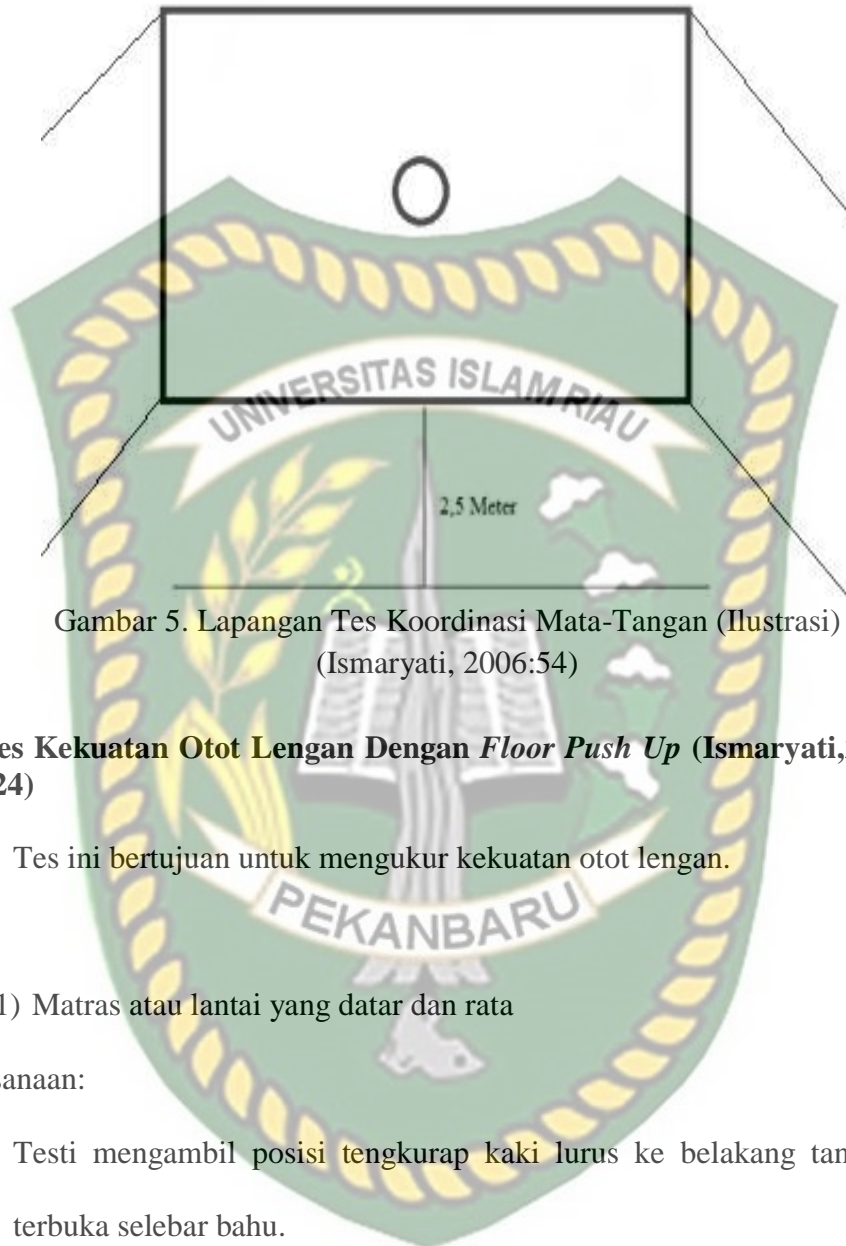 UNIVERSITAS ISLAM RIAU
2,5 Meter
Gambar 5. Lapangan Tes Koordinasi Mata-Tangan (Ilustrasi)
(Ismaryati, 2006:54)
es Kekuatan Otot Lengan Dengan Floor Push Up (Ismaryati,
24)
Tes ini bertujuan untuk mengukur kekuatan otot lengan.
PEKANBARU
1) Matras atau lantai yang datar dan rata
anaan:
Testi mengambil posisi tengkurap kaki lurus ke belakang tan
terbuka selebar bahu.